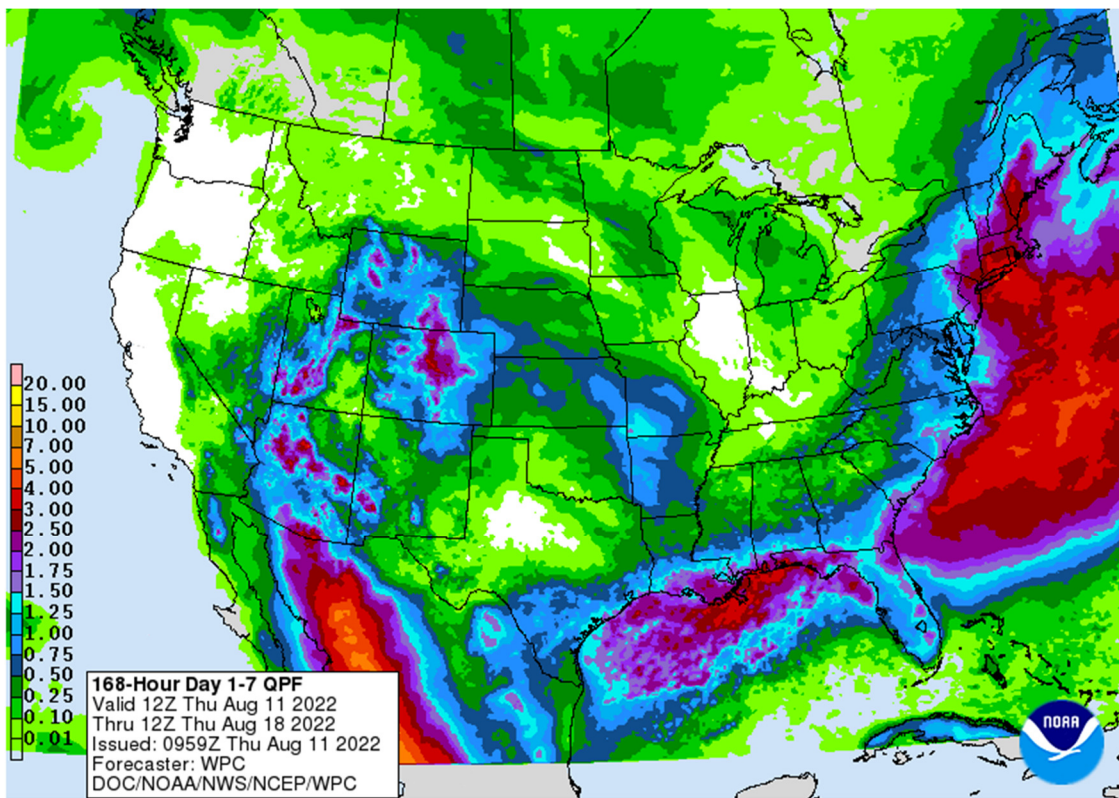 20.00
15.00
10.00
7.00
5.00
4.00
3.00
2.50
2.00
1.75
1.50
1.25
1.00
0.75
0.50
0.25
0.10
0.01
168-Hour Day 1-7 QPF
Valid 12Z Thu Aug 11 2022
Thru 12Z Thu Aug 18 2022
Issued: 0959Z Thu Aug 11 2022
Forecaster: WPC
DOC/NOAA/NWS/NCEP/WPC
NOAA